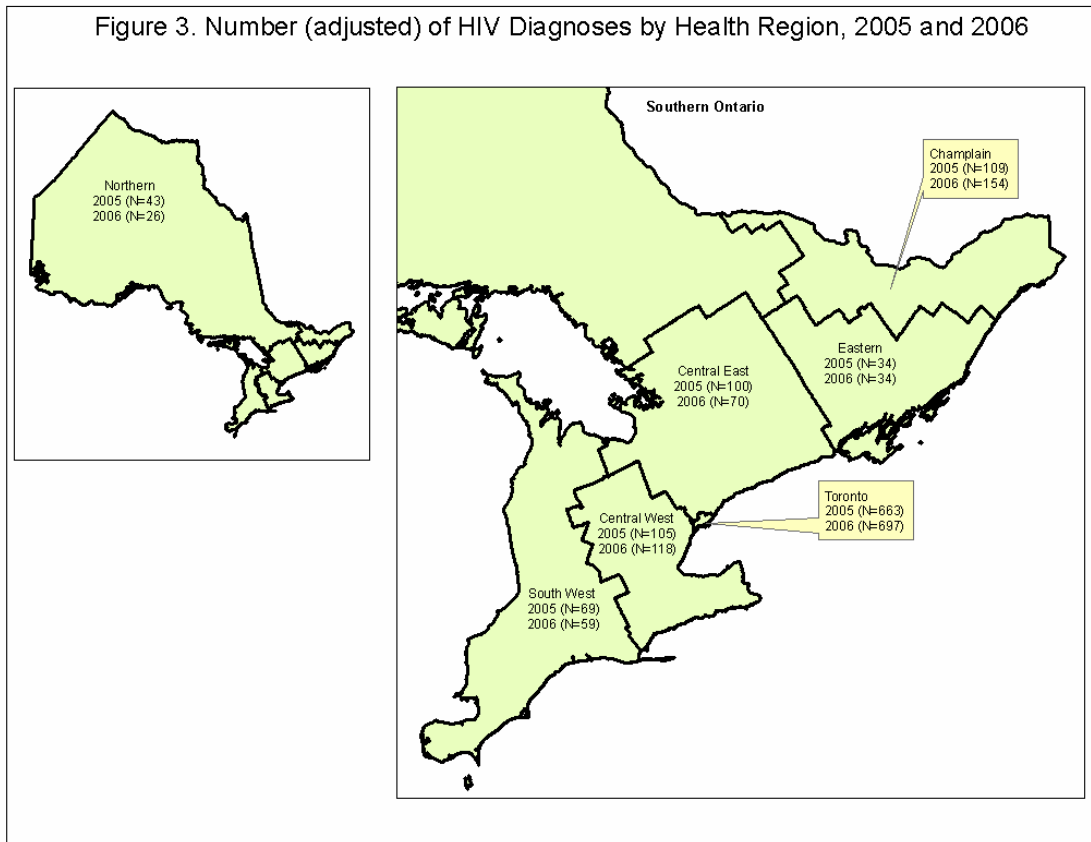 Figure 3. Number (adjusted) of HIV Diagnoses by Health Region, 2005 and 2006
Northern
2005 (N=43)
2006 (N=26)
Southern Ontario
Champlain
2005 (N=109)
2006 (N=154)
Eastern
2005 (N=34)
2006 (N=34)
Central East
2005 (N=100)
2006 (N=70)
Toronto
2005 (N=663)
2006 (N=697)
Central West
2005 (N=105)
2006 (N=118)
South West
2005 (N=69)
2006 (N=59)